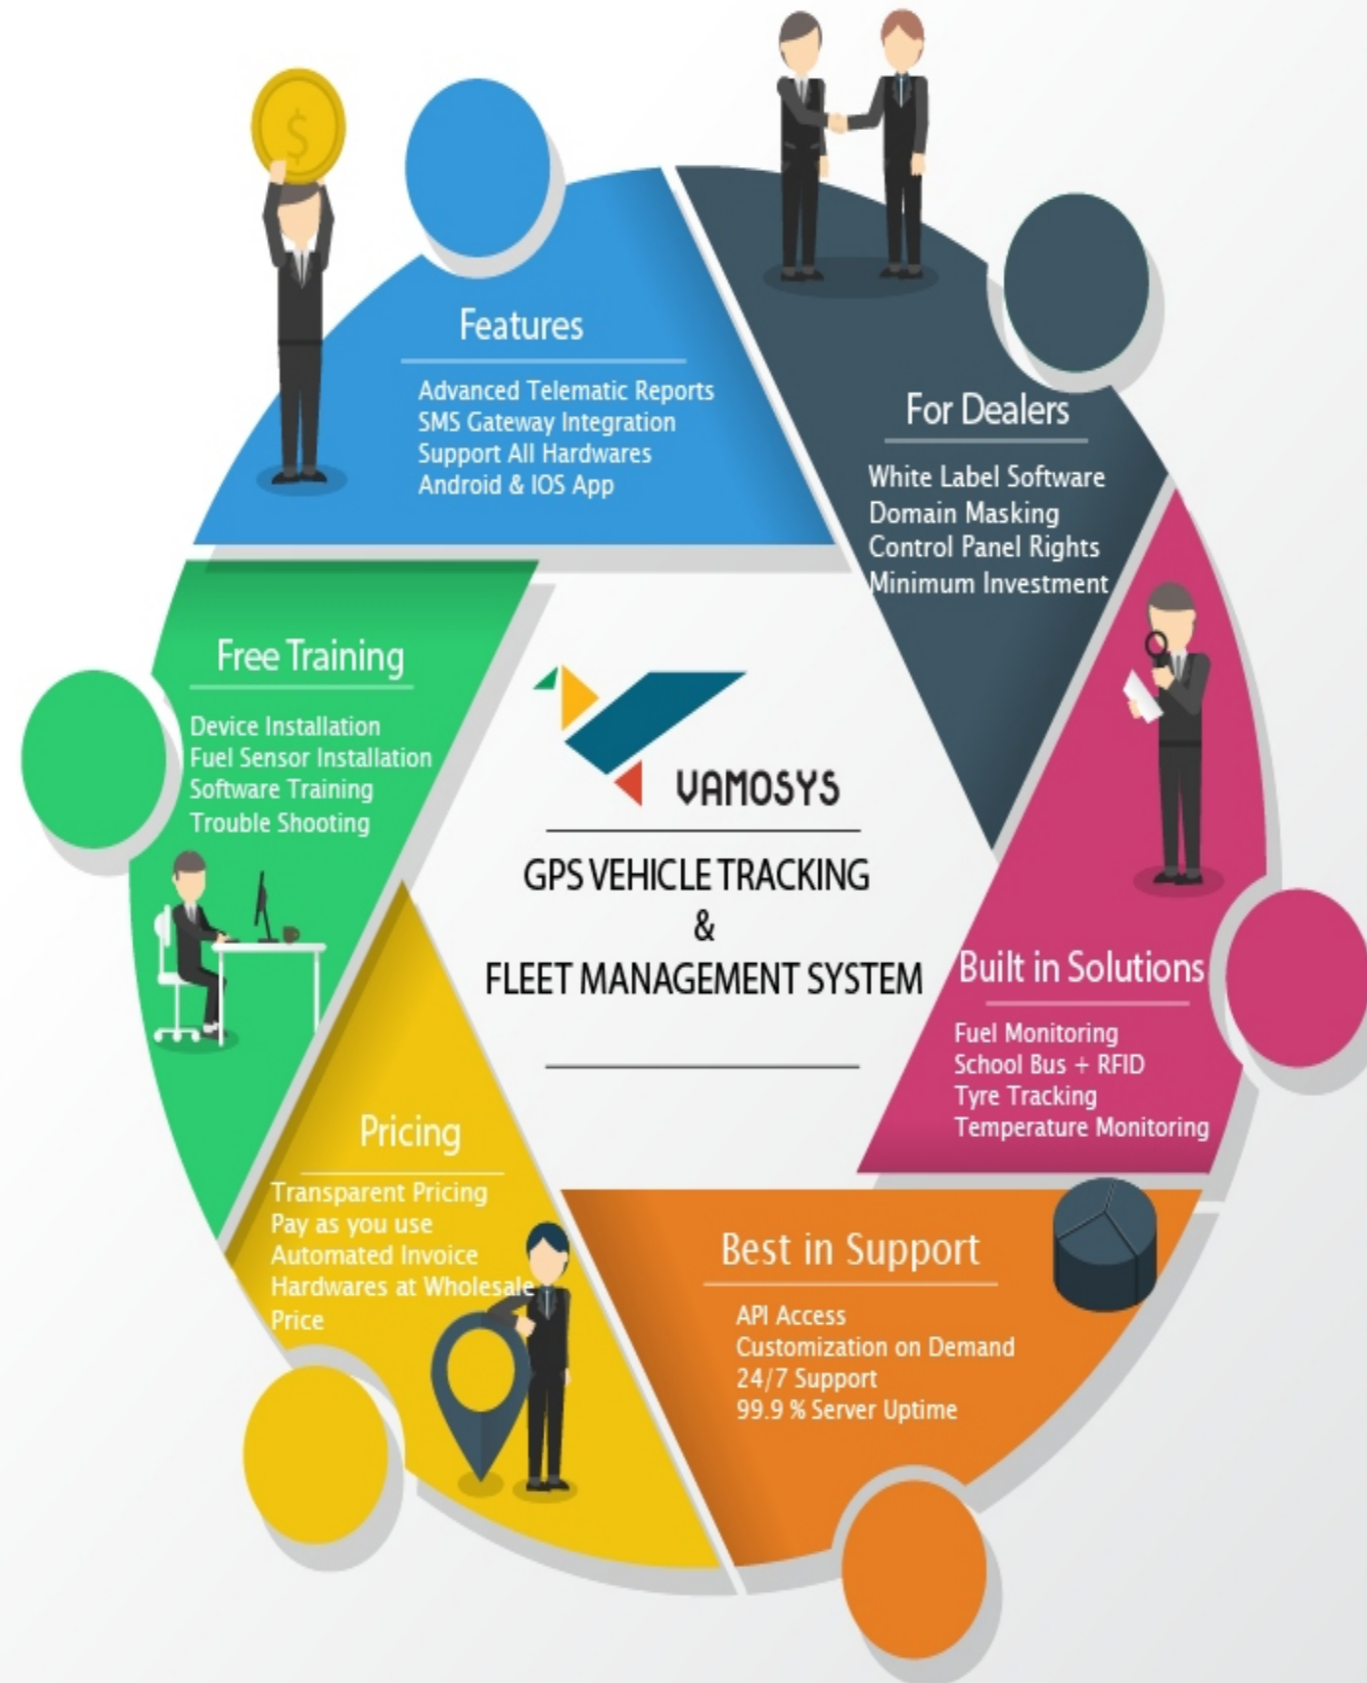 $
Features
Advanced Telematic Reports
SMS Gateway Integration
Support All Hardwares
Android & IOS App
For Dealers
White Label Software
Domain Masking
Control Panel Rights
Minimum Investment
Free Training
Device Installation
Fuel Sensor Installation
Software Training
Trouble Shooting
VAMOSYS
GPS VEHICLE TRACKING
&
FLEET MANAGEMENT SYSTEM
Built in Solutions
Fuel Monitoring
School Bus + RFID
Tyre Tracking
Temperature Monitoring
Pricing
Transparent Pricing
Pay as you use
Automated Invoice
Hardwares at Wholesale
Price
Best in Support
API Access
Customization on Demand
24/7 Support
99.9 % Server Uptime